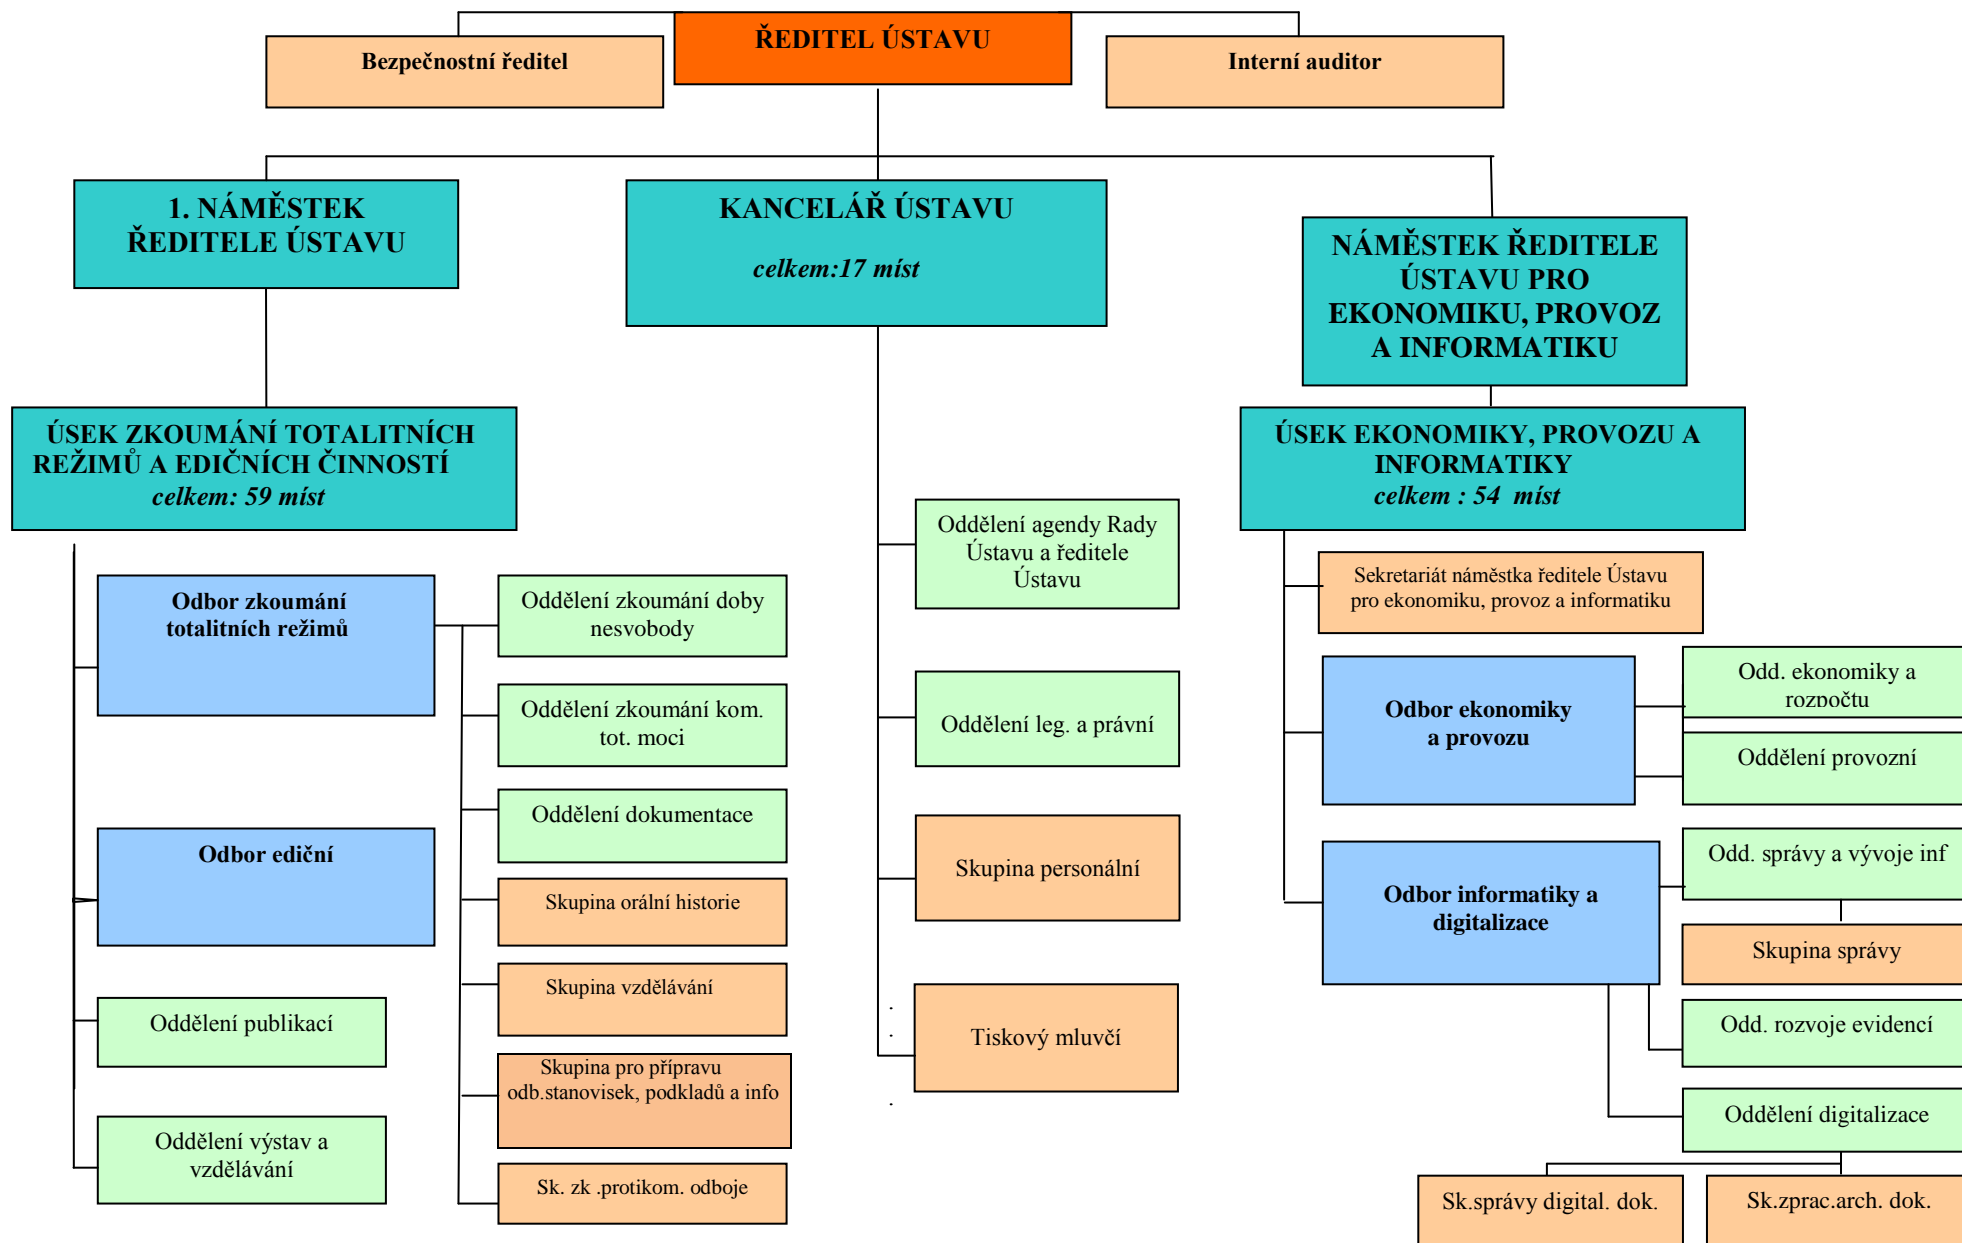 ŘEDITEL ÚSTAVU
Bezpečnostní ředitel
Interní auditor
1. NÁMĚSTEK
ŘEDITELE ÚSTAVU
KANCELÁŘ ÚSTAVU
celkem:17 míst
NÁMĚSTEK ŘEDITELE
ÚSTAVU PRO
EKONOMIKU, PROVOZ
A INFORMATIKU
ÚSEK ZKOUMÁNÍ TOTALITNÍCH
REŽIMŮ A EDIČNÍCH ČINNOSTÍ
celkem: 59 míst
ÚSEK EKONOMIKY, PROVOZU A
INFORMATIKY
celkem : 54 míst
Odbor zkoumání
totalitních režimů
Odbor ediční
Oddělení publikací
Oddělení výstav a
vzdělávání
Oddělení zkoumání doby
nesvobody
Oddělení zkoumání kom.
tot. moci
Oddělení dokumentace
Skupina orální historie
Skupina vzdělávání
Skupina pro přípravu
odb.stanovisek, podkladů a info
Sk. zk .protikom. odboje
Oddělení agendy Rady
Ústavu a ředitele
Ústavu
Oddělení leg. a právní
Skupina personální
Tiskový mluvčí
Sekretariát náměstka ředitele Ústavu
pro ekonomiku, provoz a informatiku
Odbor ekonomiky
a provozu
Odd. ekonomiky a
rozpočtu
Oddělení provozní
Odbor informatiky a
digitalizace
Odd. správy a vývoje inf
Skupina správy
Odd. rozvoje evidencí
Oddělení digitalizace
Sk.správy digital. dok.
Sk.zprac.arch. dok.